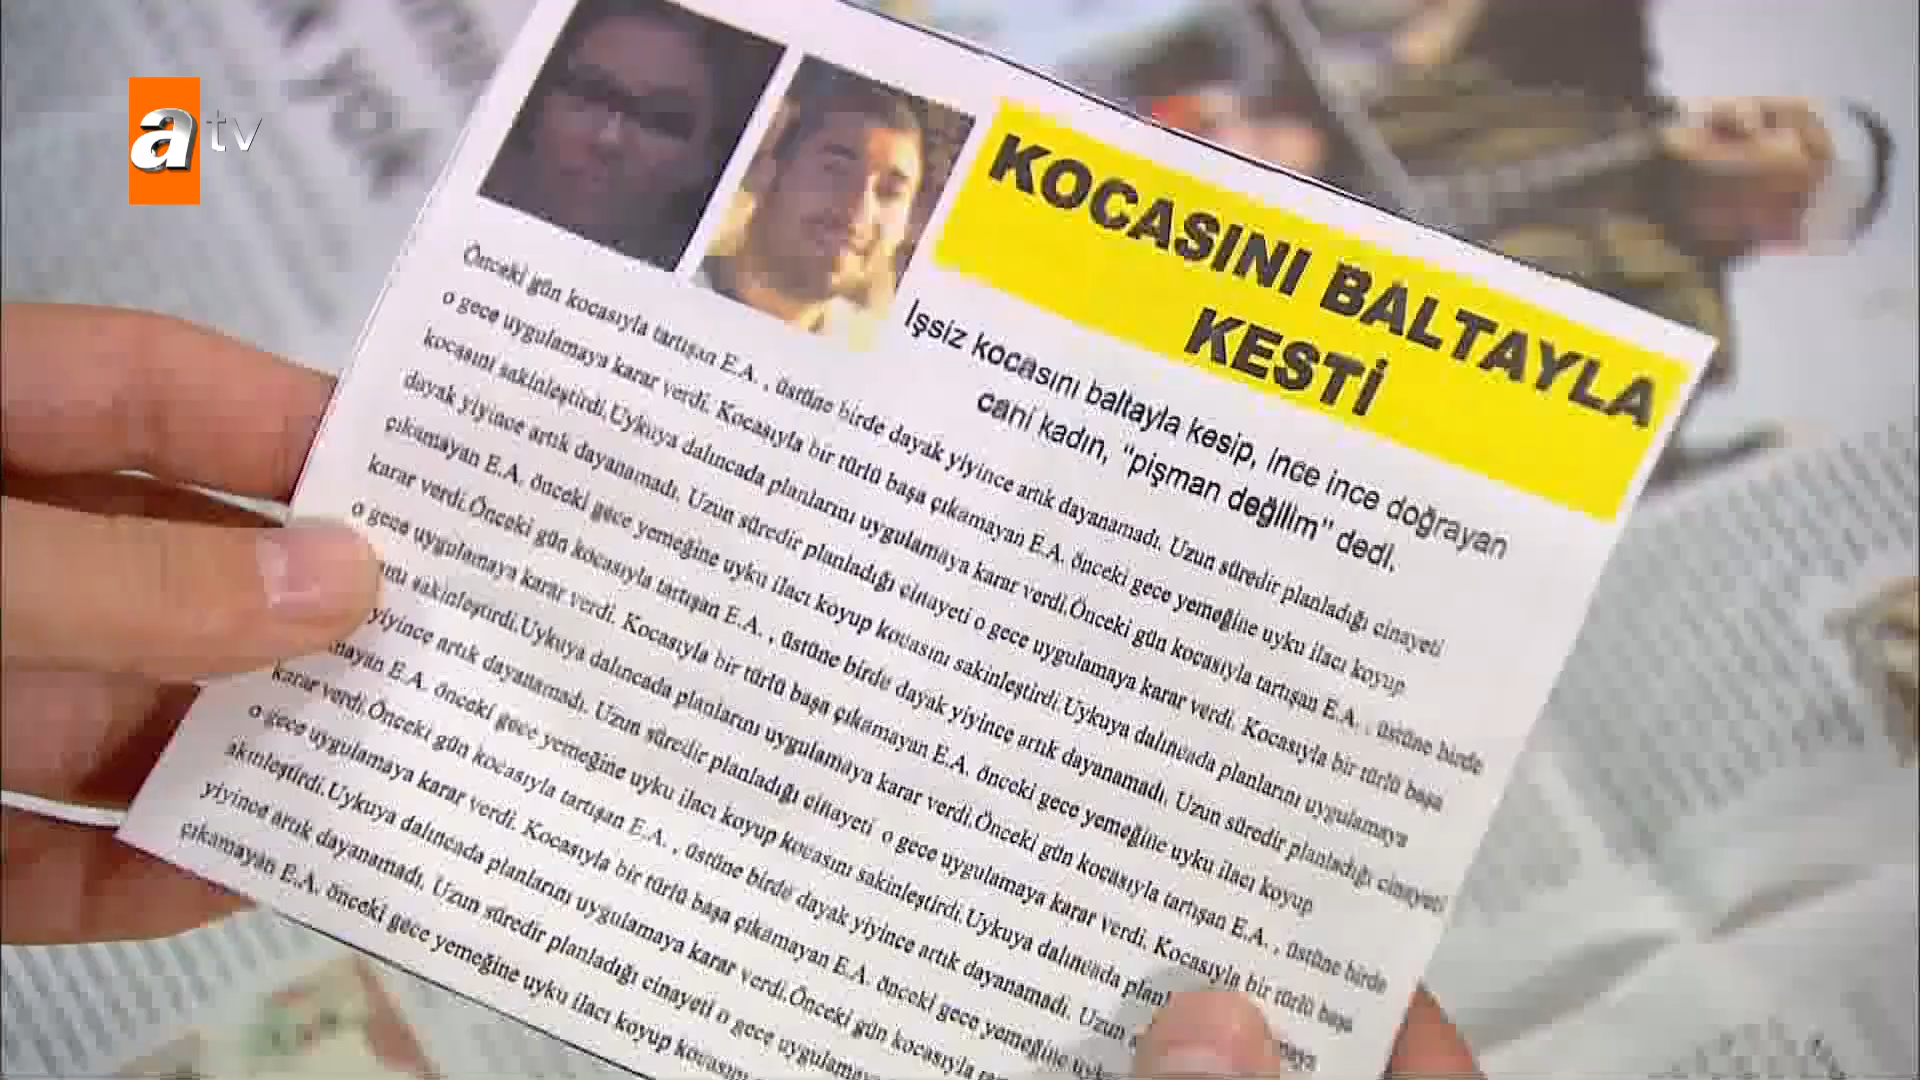 atv
KOCASINI BALTAYLA
KESTİ
İşsiz kocasını baltayla kesip, ince ince doğrayan
cani kadın, "pişman değilim" dedi.
Önceki gün kocasıyla tartışan E.A. , üstüne birde dayak yiyince artık dayanamadı. Uzun süredir planladığı cinayeti
o gece uygulamaya karar verdi. Kocasıyla bir türlü başa çıkamayan E.A. önceki gece yemeğine uyku ilacı koyup
kocasını sakinleştirdi.Uykuya dalıncada planlarını uygulamaya karar verdi.Önceki gün kocasıyla tartışan E.A. , üstüne birde
dayak yiyince artık dayanamadı. Uzun süredir planladığı cinayeti o gece uygulamaya karar verdi. Kocasıyla bir türlü başa
çıkamayan E.A. önceki gece yemeğine uyku ilacı koyup kocasını sakinleştirdi.Uykuya dalıncada planlarını uygulamaya
karar verdi.Önceki gün kocasıyla tartışan E.A. , üstüne birde dayak yiyince artık dayanamadı. Uzun süredir planladığı cinayeti
o gece uygulamaya karar verdi. Kocasıyla bir türlü başa çıkamayan E.A. önceki gece yemeğine uyku ilacı koyup
sakinleştirdi.Uykuya dalıncada planlarını uygulamaya karar verdi.Önceki gün kocasıyla tartışan E.A. , üstüne birde
yiyince artık dayanamadı. Uzun süredir planladığı cinayeti o gece uygulamaya karar verdi. Kocasıyla bir türlü başa
E.A. önceki gece yemeğine uyku ilacı koyup kocasını sakinleştirdi.Uykuya dalıncada
karar verdi.Önceki gün kocasıyla tartışan E.A. , üstüne birde dayak yiyince artık dayanamadı. Uzun
o gece uygulamaya karar verdi. Kocasıyla bir türlü başa çıkamayan E.A. önceki gece yemeğine
akinleştirdi.Uykuya dalıncada planlarını uygulamaya karar verdi.Önceki gün kocasıyla
yiyince artık dayanamadı. Uzun süredir planladığı cinayeti o gece
çıkamayan E.A. önceki gece yemeğine uyku ilacı koyup